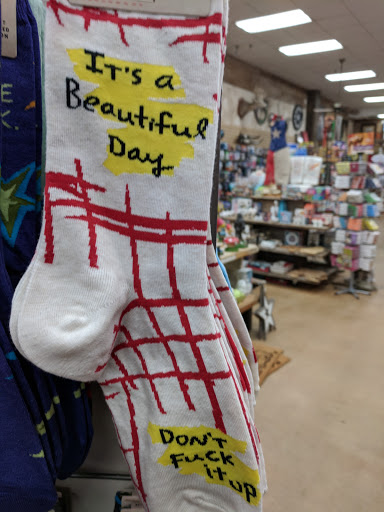 It's a
Beautiful
Day
Don't
Fuck
it up